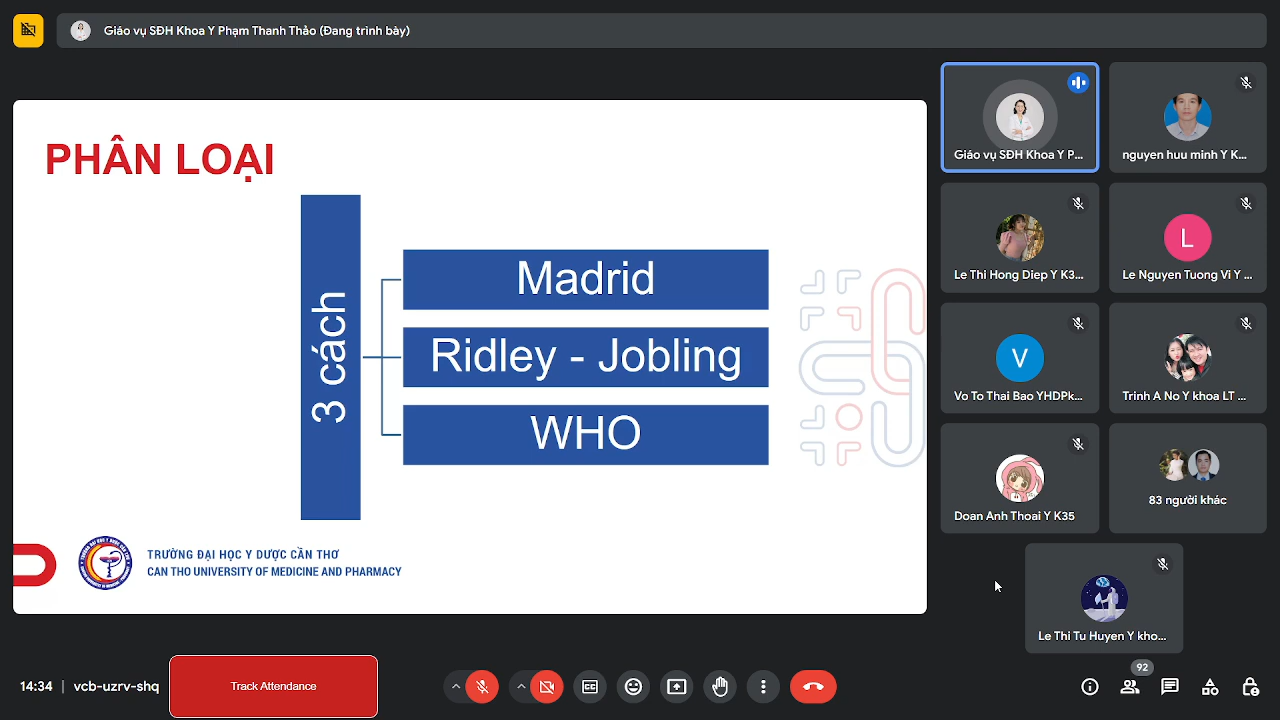 Giáo vụ SĐH Khoa Y Phạm Thanh Thảo (Đang trình bày)
PHÂN LOẠI
3 cách
Madrid
Ridley - Jobling
WHO
TRƯỜNG ĐẠI HỌC Y DƯỢC CẦN THƠ
CAN THO UNIVERSITY OF MEDICINE AND PHARMACY
Giáo vụ SĐH Khoa Y P...
nguyen huu minh Y K...
Le Thi Hong Diep Y K3...
L
Le Nguyen Tuong Vi Y ...
V
Vo To Thai Bao YHDPk...
Trinh A No Y khoa LT ...
Doan Anh Thoai Y K35
83 người khác
Le Thi Tu Huyen Y kho...
14:34 | vcb-uzrv-shq
Track Attendance
92